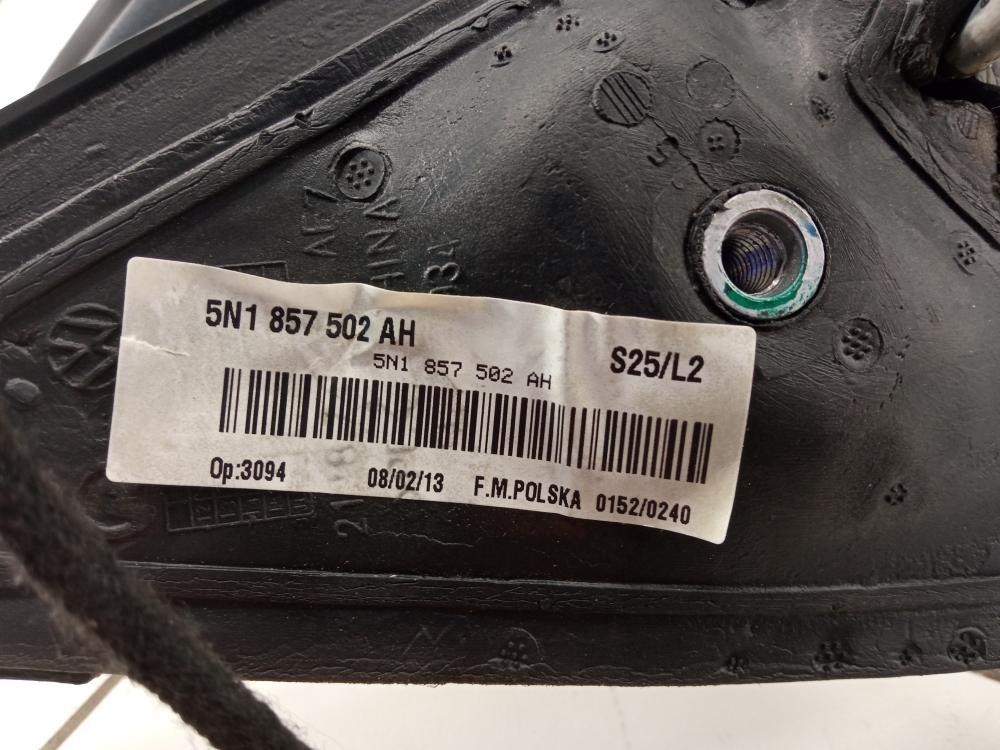 5N1 857 502 AH
S25/L2
5N1 857 502 AH
Op:3094
08/02/13
F.M.POLSKA
0152/0240